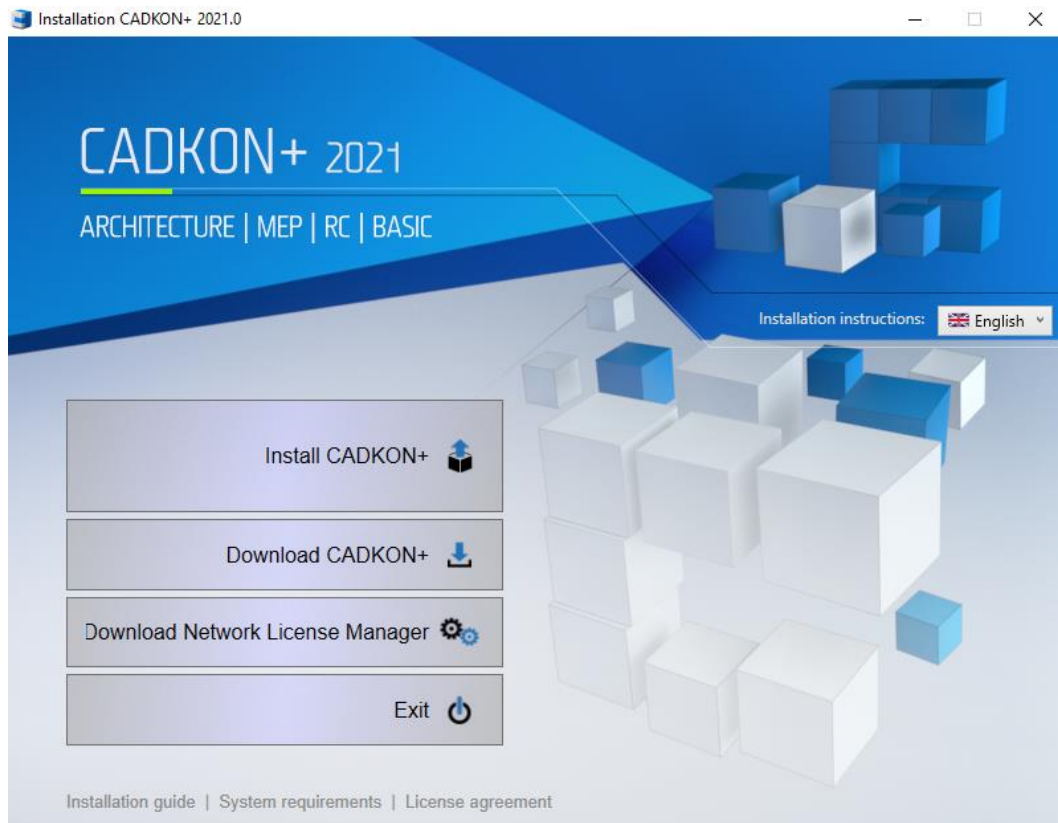 Installation CADKON+ 2021.0
CADKON+ 2021
ARCHITECTURE | MEP | RC | BASIC
Installation instructions: English
Install CADKON+
Download CADKON+
Download Network License Manager
Exit
Installation guide | System requirements | License agreement